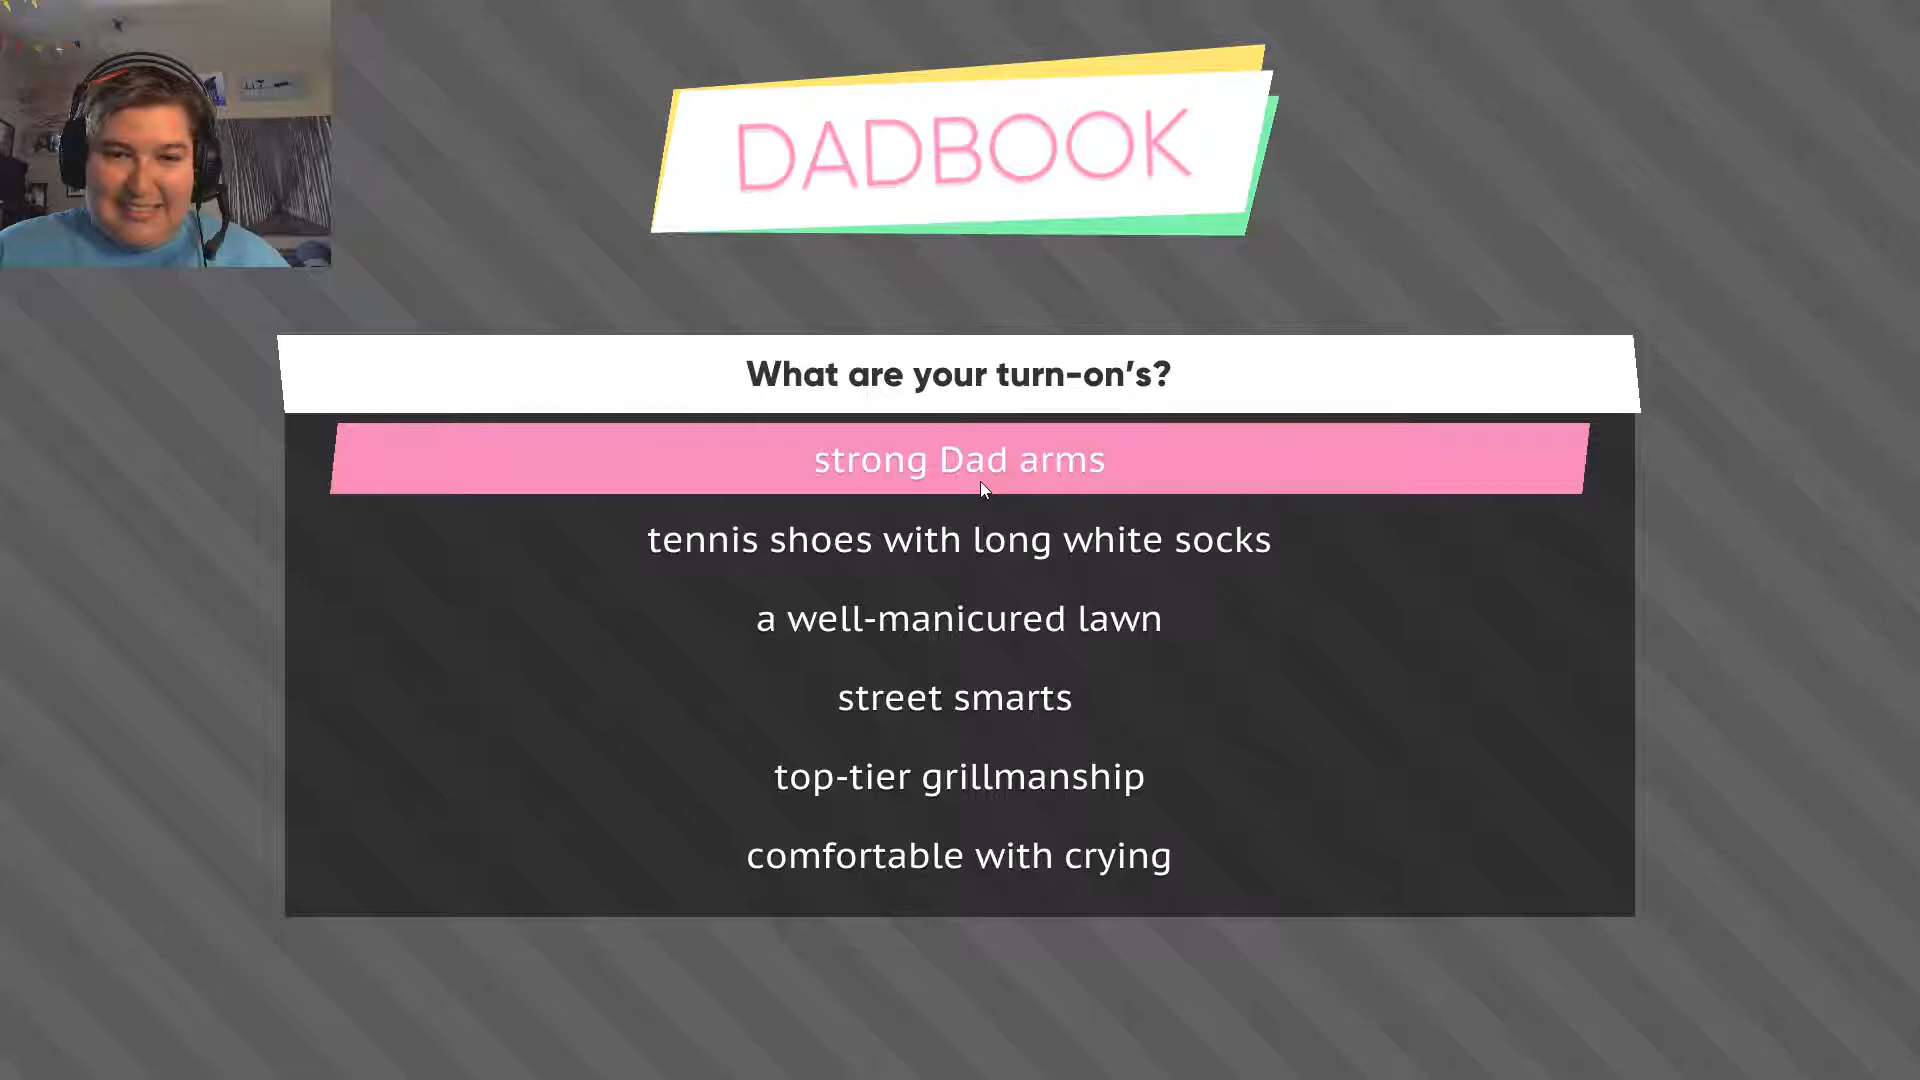 DADBOOK
What are your turn-on's?
strong Dad arms
tennis shoes with long white socks
a well-manicured lawn
street smarts
top-tier grillmanship
comfortable with crying